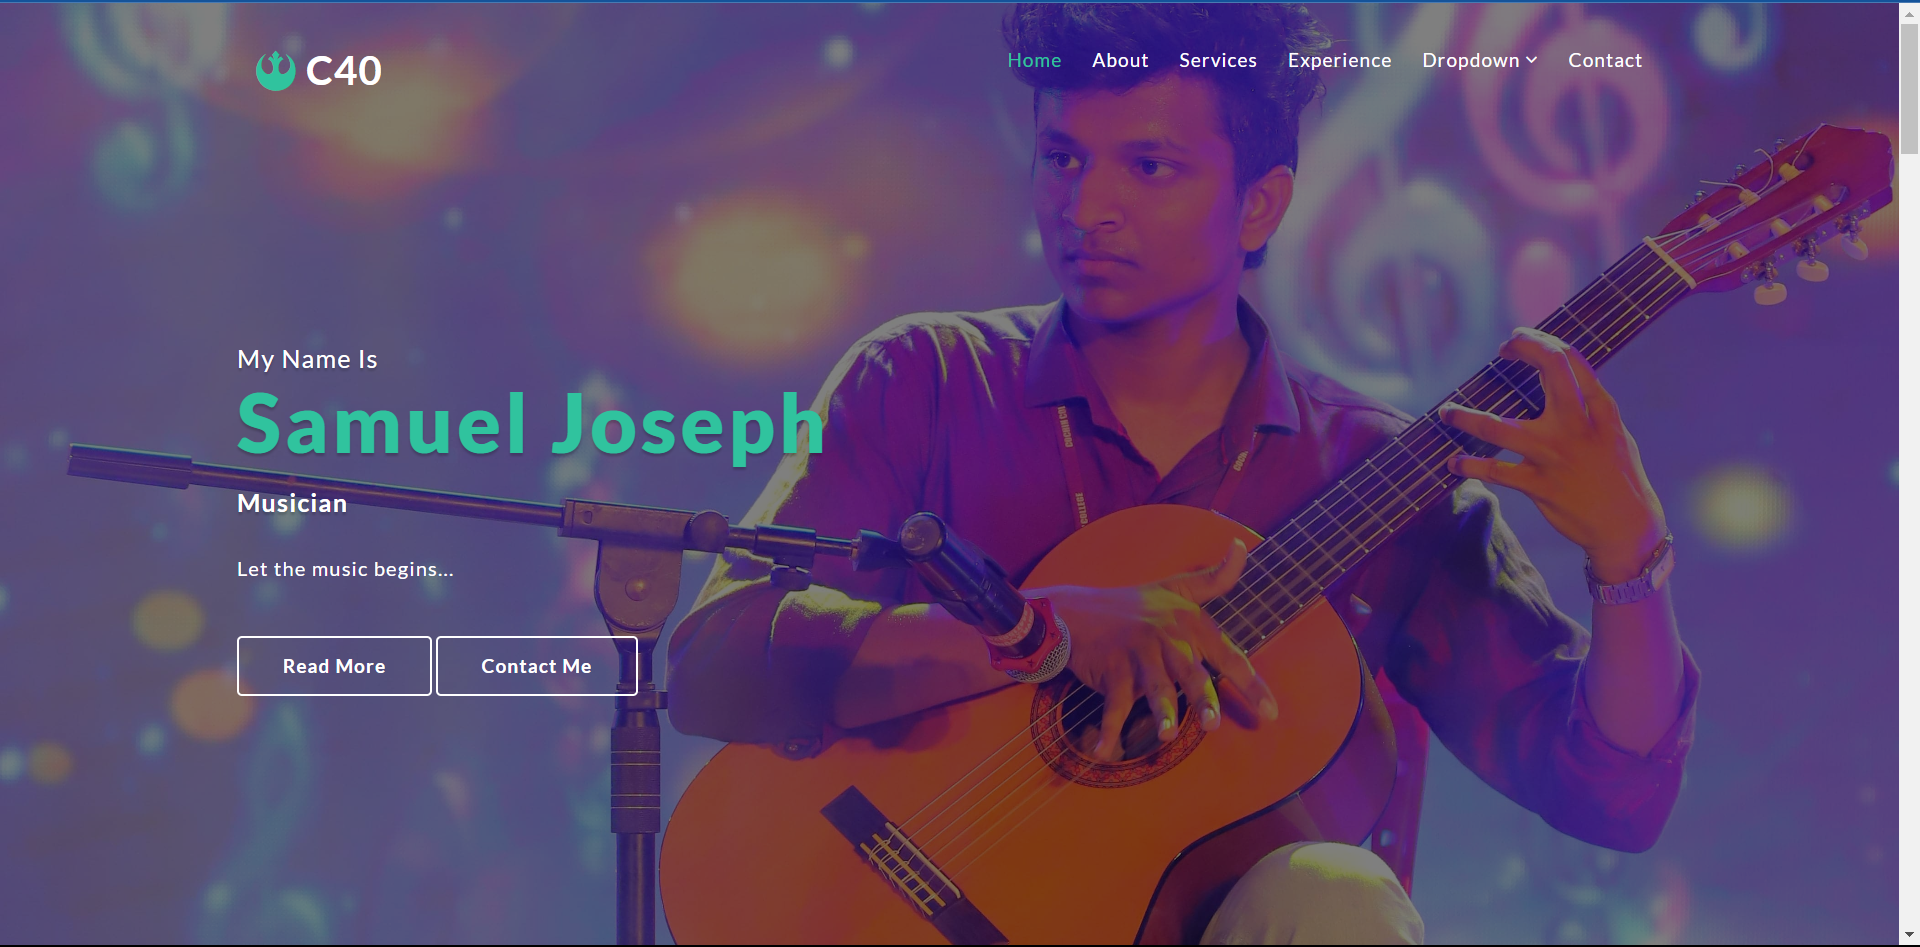 C40
Home About Services Experience Dropdown Contact
My Name Is
Samuel Joseph
Musician
Let the music begins...
Read More Contact Me
COLLEGE